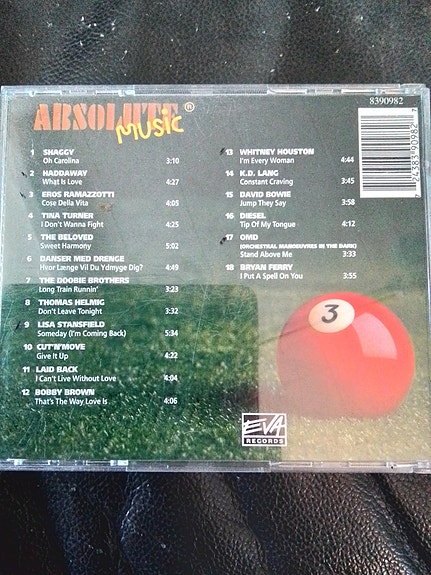 ABSOLUTE®
MUSIC
8390982
1 SHAGGY
Oh Carolina 3:10
2 HADDAWAY
What Is Love 4:27
3 EROS RAMAZZOTTI
Cose Della Vita 4:05
4 TINA TURNER
I Don't Wanna Fight 4:25
5 THE BELOVED
Sweet Harmony 5:02
6 DANSER MED DRENGE
Hvor Længe Vil Du Ydmyge Dig? 4:49
7 THE DOOBIE BROTHERS
Long Train Runnin' 3:23
8 THOMAS HELMIG
Don't Leave Tonight 3:32
9 LISA STANSFIELD
Someday (I'm Coming Back) 5:34
10 CUT'N'MOVE
Give It Up 4:22
11 LAID BACK
I Can't Live Without Love 4:04
12 BOBBY BROWN
That's The Way Love Is 4:06
13 WHITNEY HOUSTON
I'm Every Woman 4:44
14 K.D. LANG
Constant Craving 3:45
15 DAVID BOWIE
Jump They Say 3:58
16 DIESEL
Tip Of My Tongue 4:12
17 OMD
(ORCHESTRAL MANOEUVRES IN THE DARK)
Stand Above Me 3:33
18 BRYAN FERRY
I Put A Spell On You 3:55
7 24383 90982 7
3
EVA
RECORDS